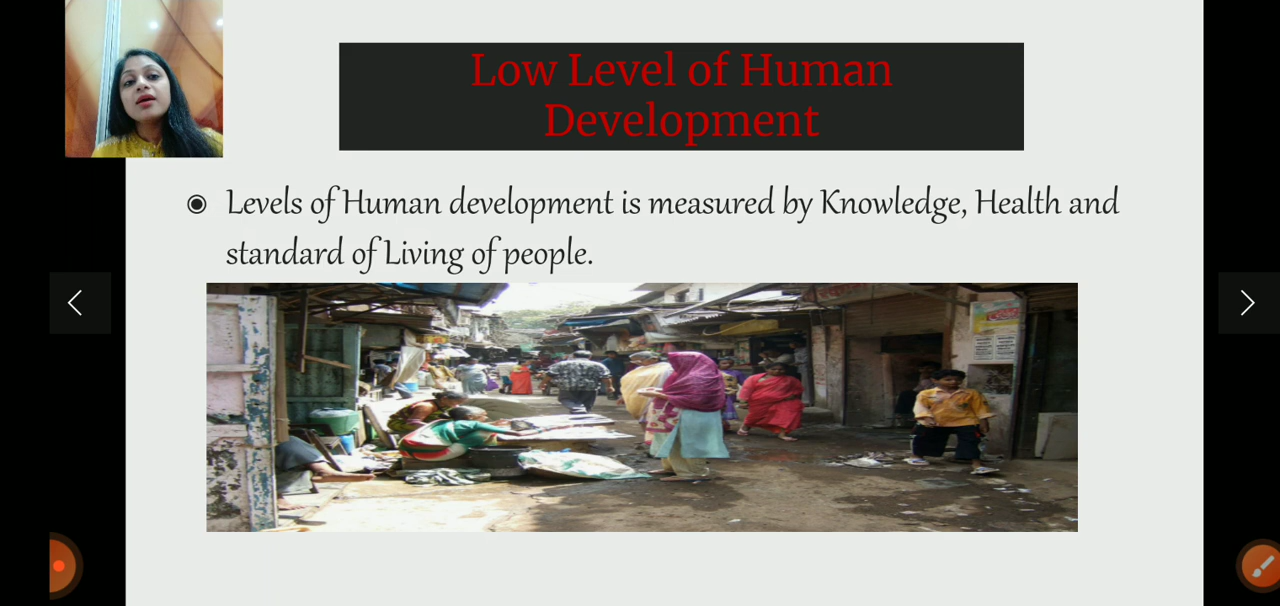 Low Level of Human
Development
Levels of Human development is measured by Knowledge, Health and
standard of Living of people.